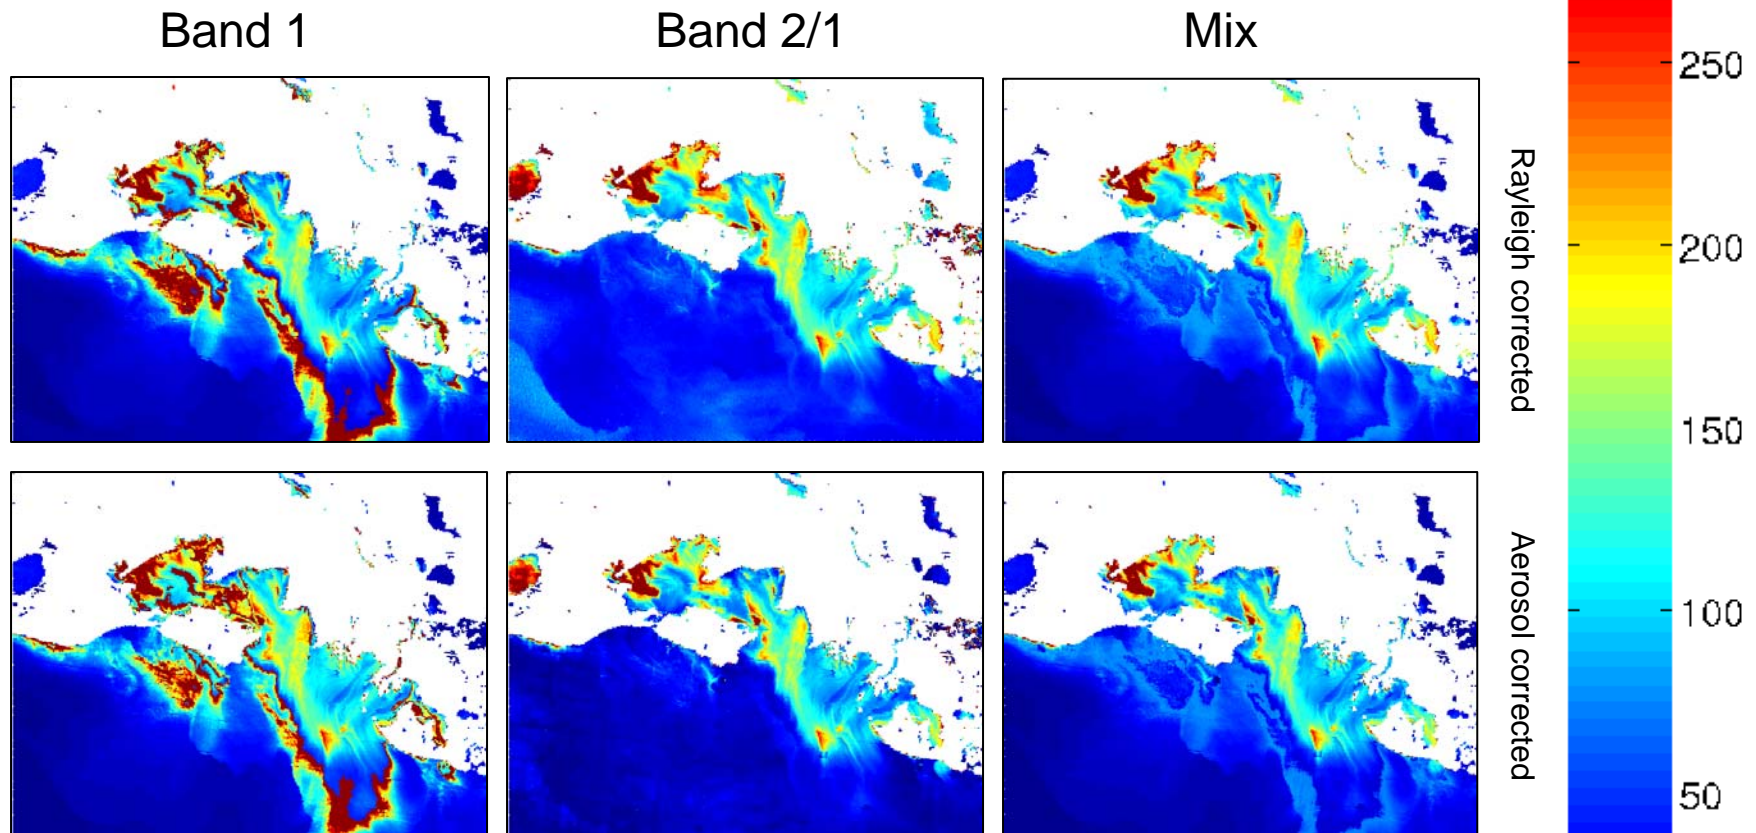 Band 1
Band 2/1
Mix
250
200
150
100
50
Rayleigh corrected
Aerosol corrected